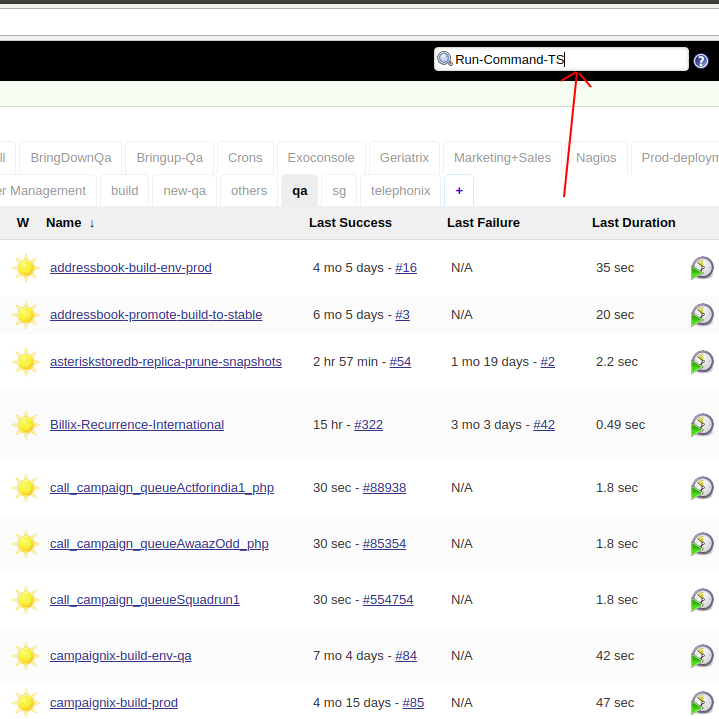 Run-Command-TS
?
ll BringDownQa Bringup-Qa Crons Exoconsole Geriatrix Marketing+Sales Nagios Prod-deploym
er Management build new-qa others qa sg telephonix +
W Name ↓ Last Success Last Failure Last Duration
addressbook-build-env-prod 4 mo 5 days - #16 N/A 35 sec
addressbook-promote-build-to-stable 6 mo 5 days - #3 N/A 20 sec
asteriskstoredb-replica-prune-snapshots 2 hr 57 min - #54 1 mo 19 days - #2 2.2 sec
Billix-Recurrence-International 15 hr - #322 3 mo 3 days - #42 0.49 sec
call_campaign_queueActforindia1_php 30 sec - #88938 N/A 1.8 sec
call_campaign_queueAwaazOdd_php 30 sec - #85354 N/A 1.8 sec
call_campaign_queueSquadrun1 30 sec - #554754 N/A 1.8 sec
campaignix-build-env-qa 7 mo 4 days - #84 N/A 42 sec
campaignix-build-prod 4 mo 15 days - #85 N/A 47 sec